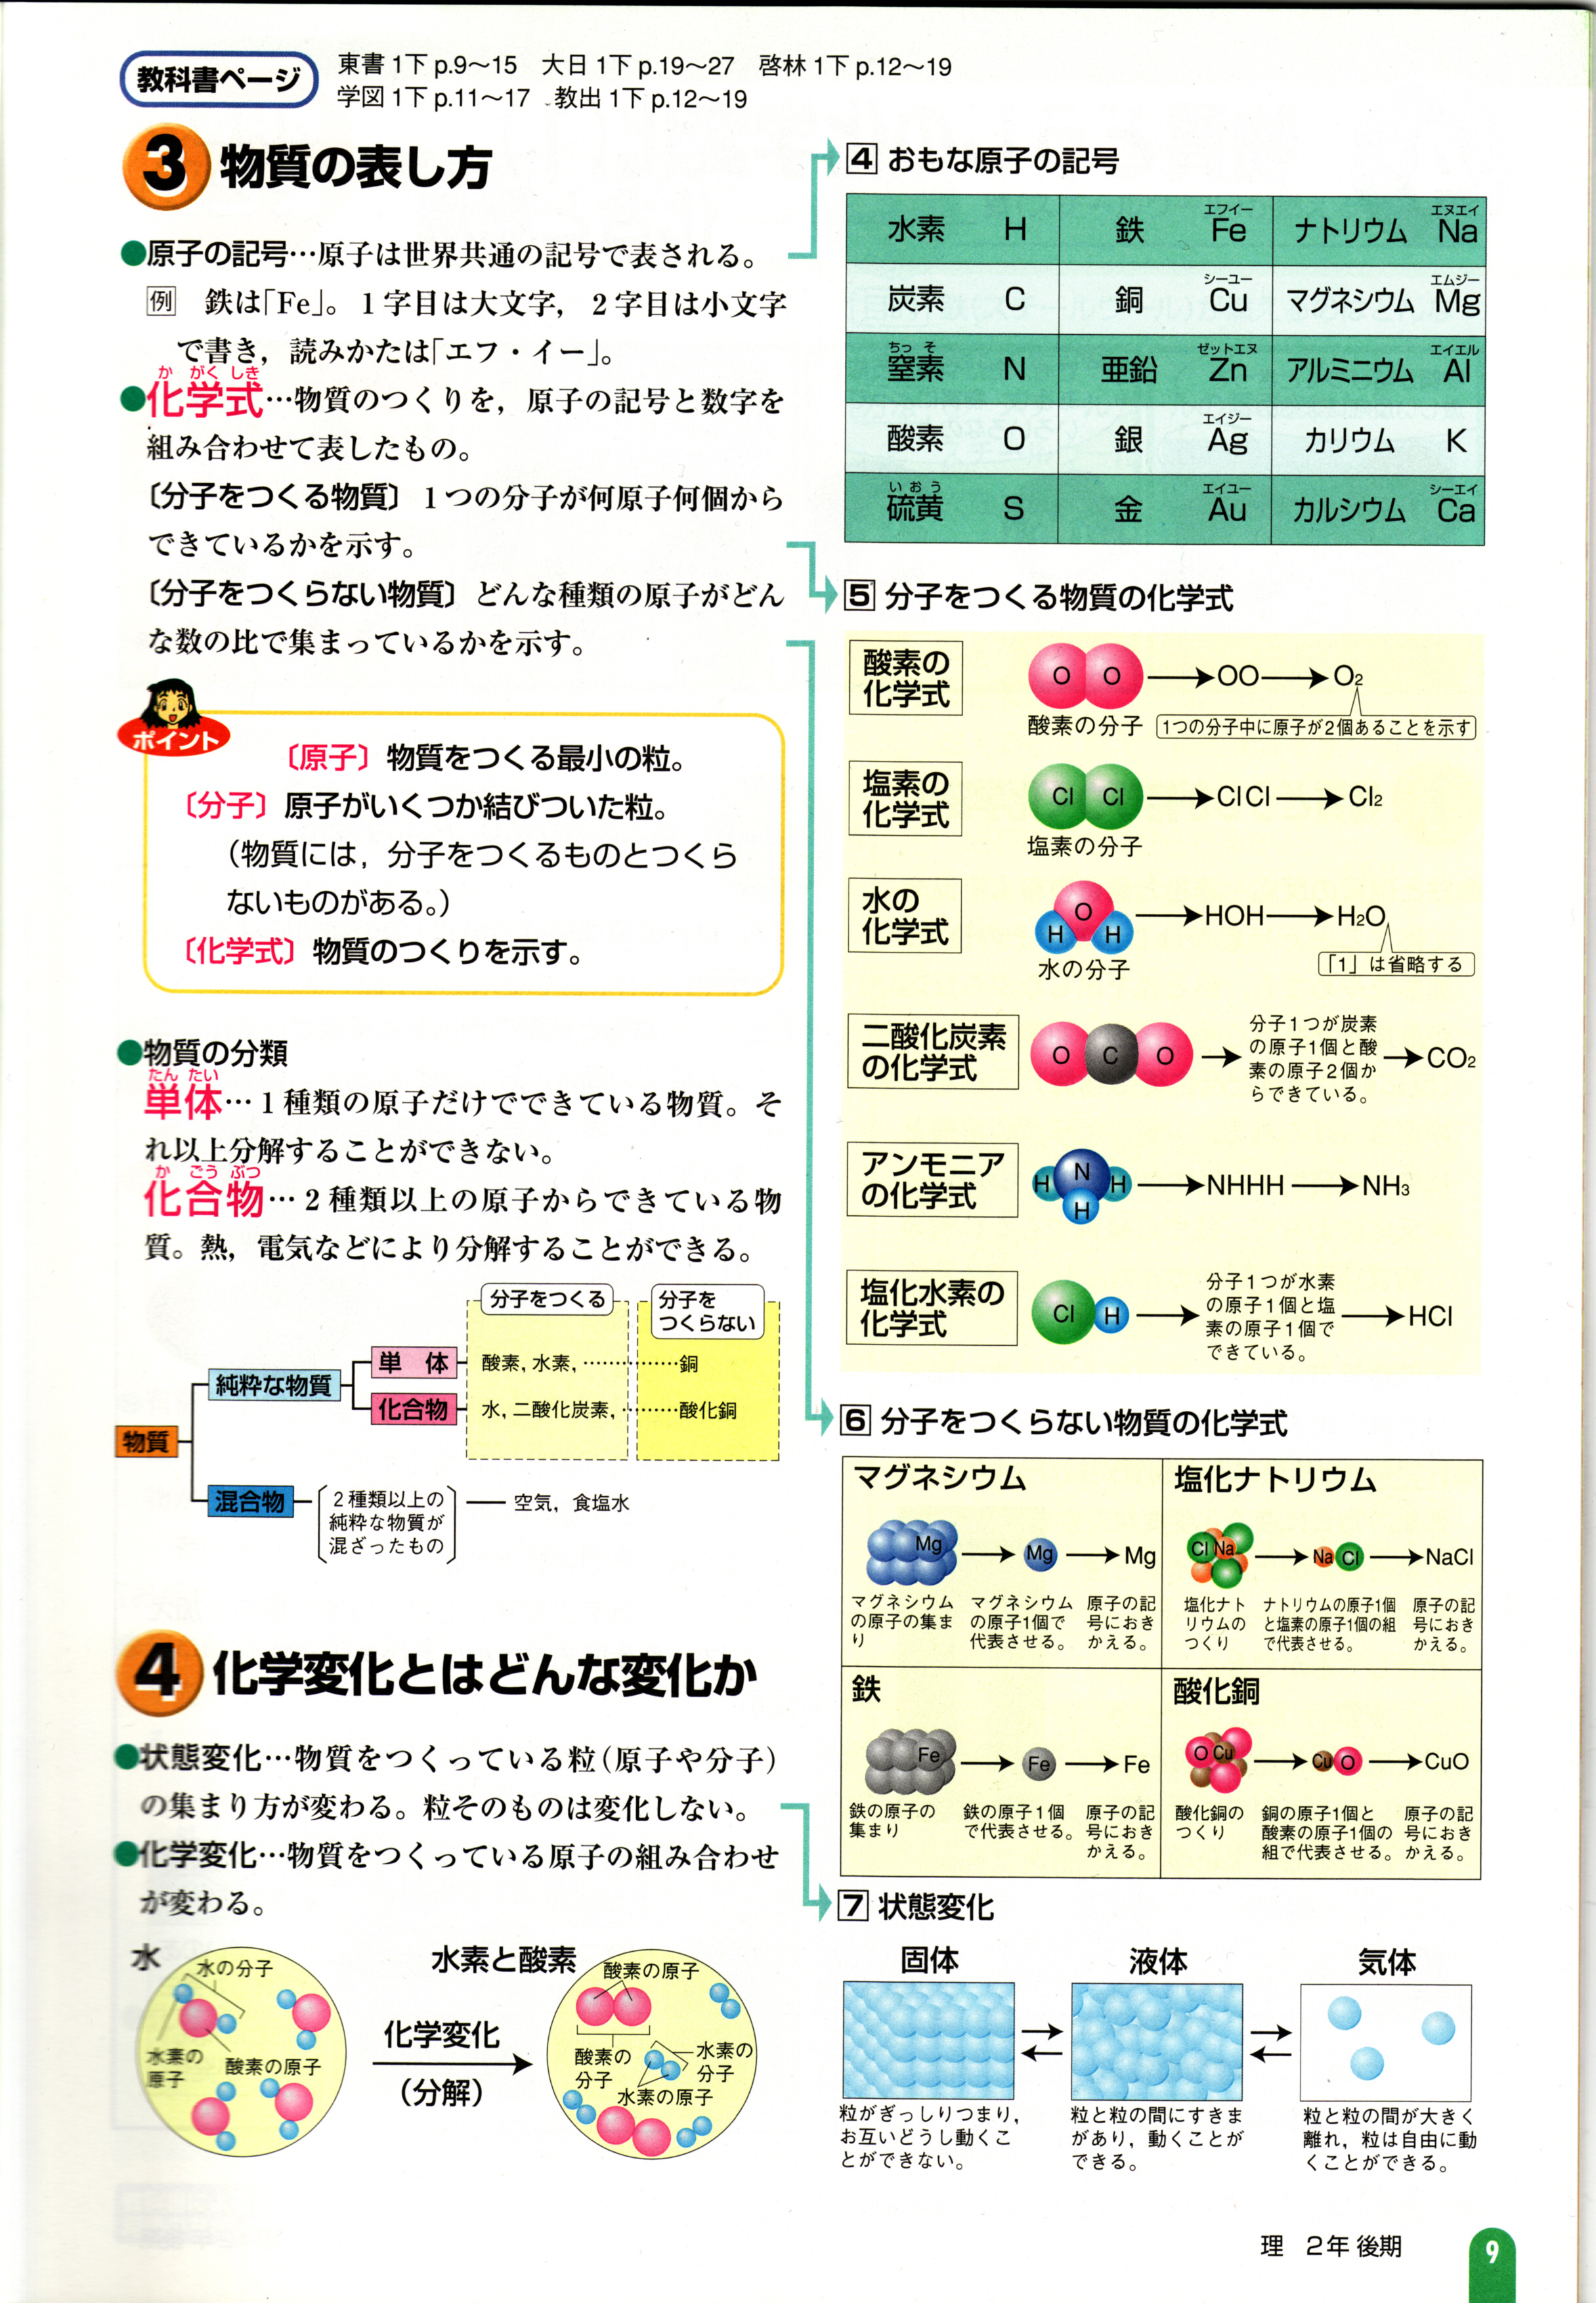 教科書ページ
東書1下p.9～15　大日1下p.19～27　啓林1下p.12～19
学図1下p.11～17　教出1下p.12～19
3 物質の表し方
●原子の記号…原子は世界共通の記号で表される。
例　鉄は「Fe」。1字目は大文字，2字目は小文字
で書き，読みかたは「エフ・イー」。
か がく しき
●化学式…物質のつくりを，原子の記号と数字を
組み合わせて表したもの。
〔分子をつくる物質〕1つの分子が何原子何個から
できているかを示す。
〔分子をつくらない物質〕どんな種類の原子がどん
な数の比で集まっているかを示す。
ポイント
〔原子〕物質をつくる最小の粒。
〔分子〕原子がいくつか結びついた粒。
（物質には，分子をつくるものとつくら
ないものがある。）
〔化学式〕物質のつくりを示す。
●物質の分類
たん たい
単体…1種類の原子だけでできている物質。そ
れ以上分解することができない。
か ごう ぶつ
化合物…2種類以上の原子からできている物
質。熱，電気などにより分解することができる。
分子をつくる
分子を
つくらない
物質
純粋な物質
単　体
酸素，水素，…………銅
化合物
水，二酸化炭素，………酸化銅
混合物
2種類以上の
純粋な物質が
混ざったもの
空気，食塩水
4 化学変化とはどんな変化か
●状態変化…物質をつくっている粒（原子や分子）
の集まり方が変わる。粒そのものは変化しない。
●化学変化…物質をつくっている原子の組み合わせ
が変わる。
水
水の分子
水素の
原子
酸素の原子
化学変化
（分解）
水素と酸素
酸素の原子
酸素の
分子
水素の
分子
水素の原子
4 おもな原子の記号
エフイー　エヌエイ
水素　H　鉄　Fe　ナトリウム　Na
シーユー　エムジー
炭素　C　銅　Cu　マグネシウム　Mg
ちっ そ　ゼットエヌ　エイエル
窒素　N　亜鉛　Zn　アルミニウム　Al
エイジー
酸素　O　銀　Ag　カリウム　K
い おう　エイユー　シーエイ
硫黄　S　金　Au　カルシウム　Ca
5 分子をつくる物質の化学式
酸素の
化学式
O O →OO→O₂
酸素の分子
1つの分子中に原子が2個あることを示す
塩素の
化学式
Cl Cl →ClCl→Cl₂
塩素の分子
水の
化学式
O
H H →HOH→H₂O
水の分子
「1」は省略する
二酸化炭素
の化学式
O C O
分子1つが炭素
の原子1個と酸
素の原子2個か
らできている。
→CO₂
アンモニア
の化学式
H N H
H
→NHHH→NH₃
塩化水素の
化学式
Cl H
分子1つが水素
の原子1個と塩
素の原子1個で
できている。
→HCl
6 分子をつくらない物質の化学式
マグネシウム
Mg → Mg → Mg
マグネシウム
の原子の集ま
り
マグネシウム
の原子1個で
代表させる。
原子の記
号におき
かえる。
塩化ナトリウム
Cl Na → Na Cl → NaCl
塩化ナト
リウムの
つくり
ナトリウムの原子1個
と塩素の原子1個の組
で代表させる。
原子の記
号におき
かえる。
鉄
Fe → Fe → Fe
鉄の原子の
集まり
鉄の原子1個
で代表させる。
原子の記
号におき
かえる。
酸化銅
O Cu → Cu O → CuO
酸化銅の
つくり
銅の原子1個と
酸素の原子1個の
組で代表させる。
原子の記
号におき
かえる。
7 状態変化
固体
粒がぎっしりつまり，
お互いどうし動くこ
とができない。
液体
粒と粒の間にすきま
があり，動くことが
できる。
気体
粒と粒の間が大きく
離れ，粒は自由に動
くことができる。
理　2年 後期
9